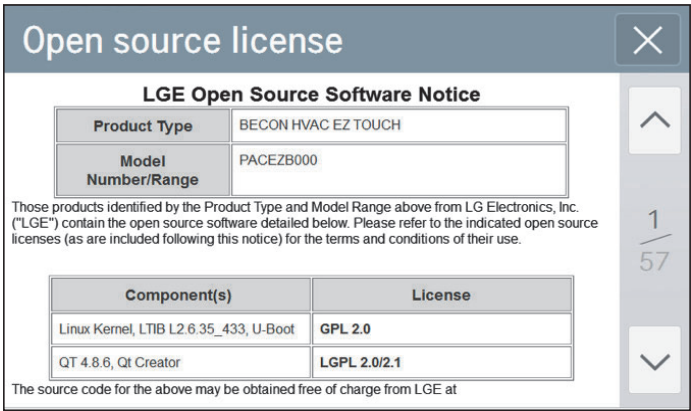 Open source license
LGE Open Source Software Notice
Product Type BECON HVAC EZ TOUCH
Model PACEZB000
Number/Range
Those products identified by the Product Type and Model Range above from LG Electronics, Inc.
("LGE") contain the open source software detailed below. Please refer to the indicated open source
licenses (as are included following this notice) for the terms and conditions of their use.
1
57
Component(s) License
Linux Kernel, LTIB L2.6.35_433, U-Boot GPL 2.0
QT 4.8.6, Qt Creator LGPL 2.0/2.1
The source code for the above may be obtained free of charge from LGE at